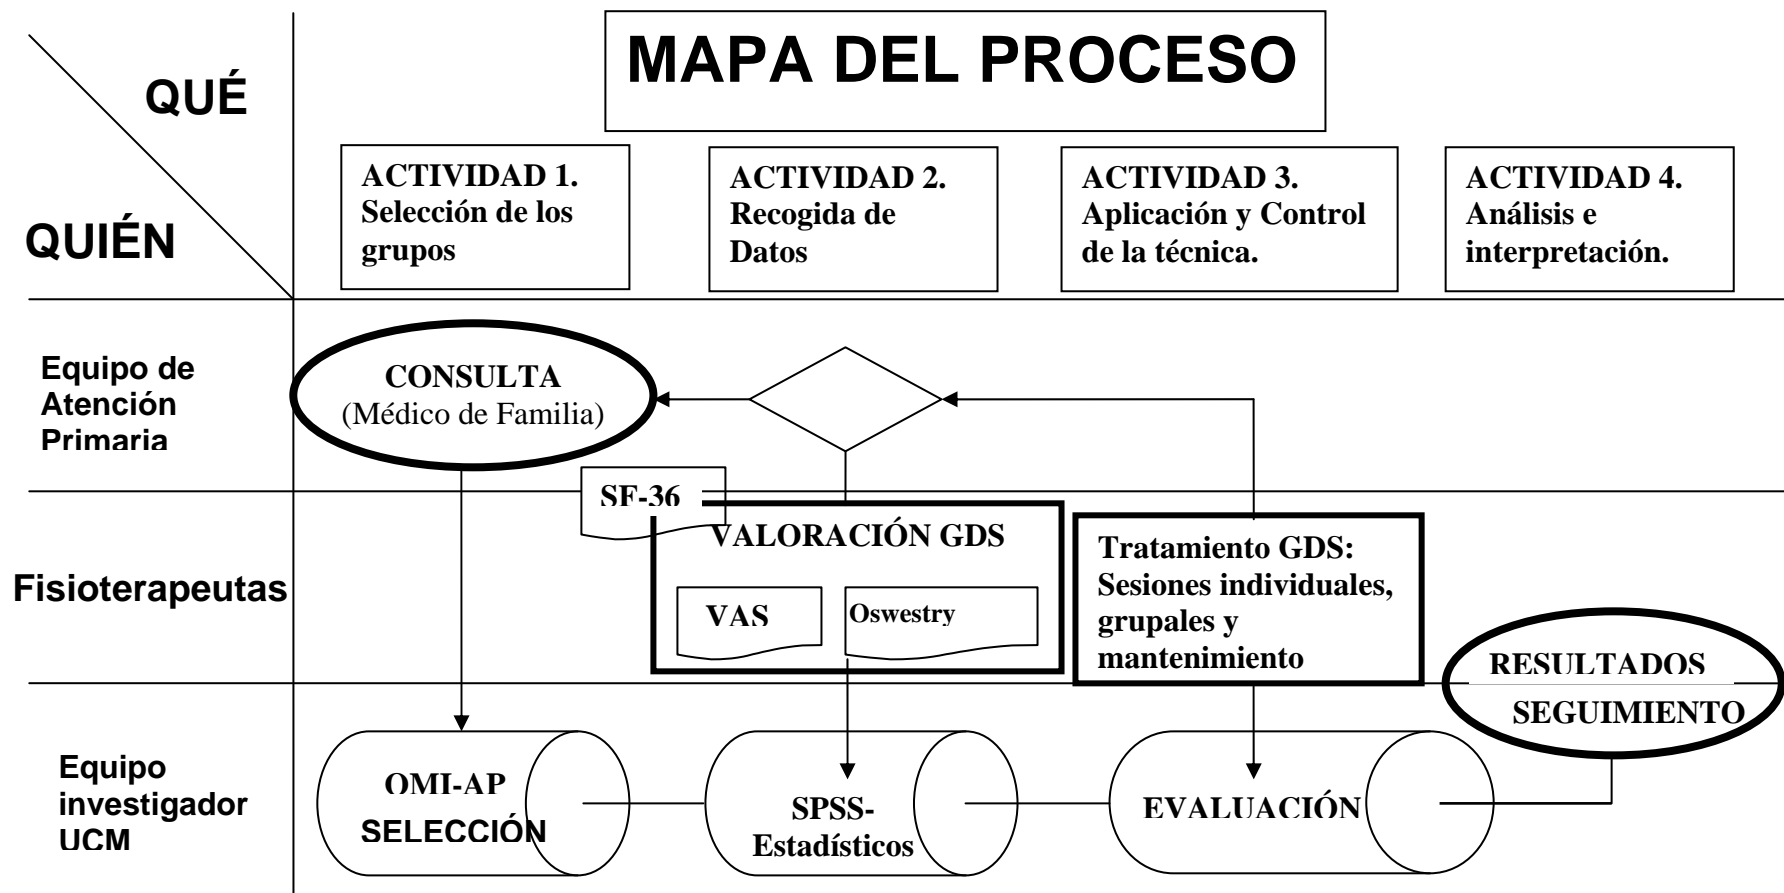 MAPA DEL PROCESO
QUÉ
QUIÉN
ACTIVIDAD 1.
Selección de los
grupos
ACTIVIDAD 2.
Recogida de
Datos
ACTIVIDAD 3.
Aplicación y Control
de la técnica.
ACTIVIDAD 4.
Análisis e
interpretación.
Equipo de
Atención
Primaria
CONSULTA
(Médico de Familia)
Fisioterapeutas
SF-36
VALORACIÓN GDS
VAS
Oswestry
Tratamiento GDS:
Sesiones individuales,
grupales y
mantenimiento
RESULTADOS
SEGUIMIENTO
Equipo
investigador
UCM
OMI-AP
SELECCIÓN
SPSS-
Estadísticos
EVALUACIÓN